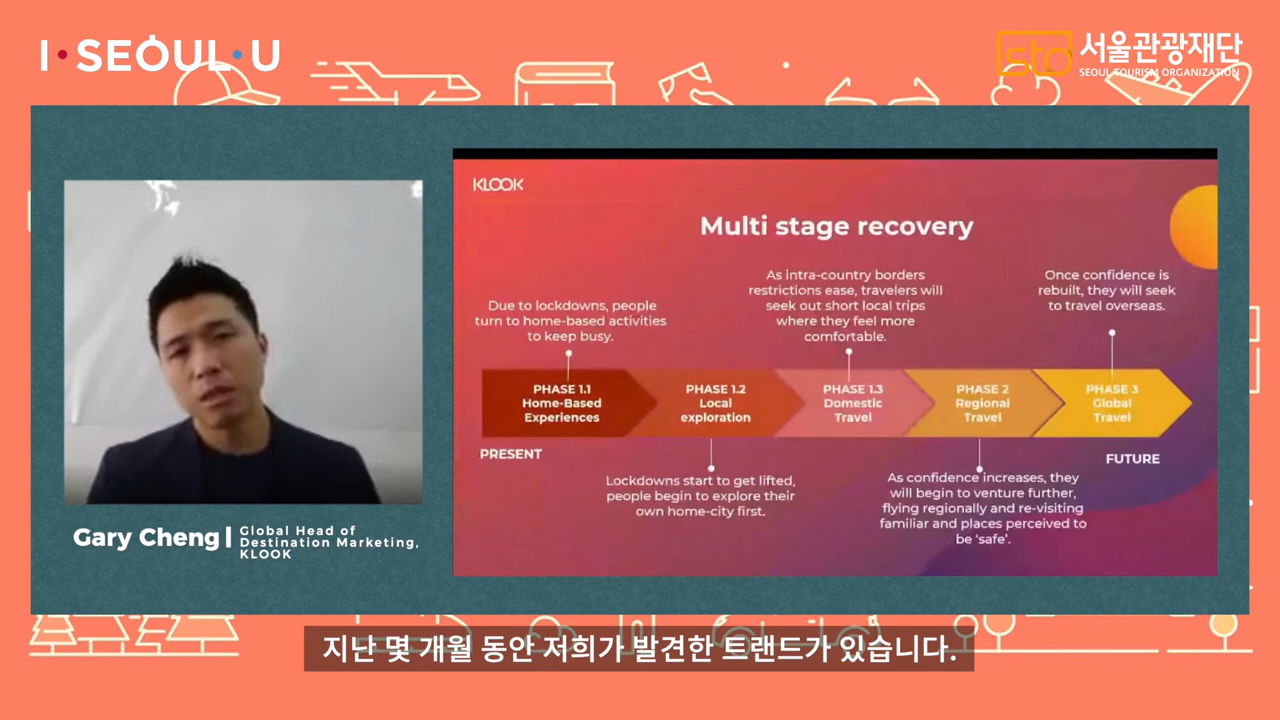 I·SEOUL·U
sto 서울관광재단
SEOUL TOURISM ORGANIZATION
KLOOK
Multi stage recovery
Due to lockdowns, people
turn to home-based activities
to keep busy.
As intra-country borders
restrictions ease, travelers will
seek out short local trips
where they feel more
comfortable.
Once confidence is
rebuilt, they will seek
to travel overseas.
PHASE 1.1
Home-Based
Experiences
PHASE 1.2
Local
exploration
PHASE 1.3
Domestic
Travel
PHASE 2
Regional
Travel
PHASE 3
Global
Travel
PRESENT
FUTURE
Lockdowns start to get lifted,
people begin to explore their
own home-city first.
As confidence increases, they
will begin to venture further,
flying regionally and re-visiting
familiar and places perceived to
be ‘safe’.
Gary Cheng
Global Head of
Destination Marketing,
KLOOK
지난 몇 개월 동안 저희가 발견한 트랜드가 있습니다.